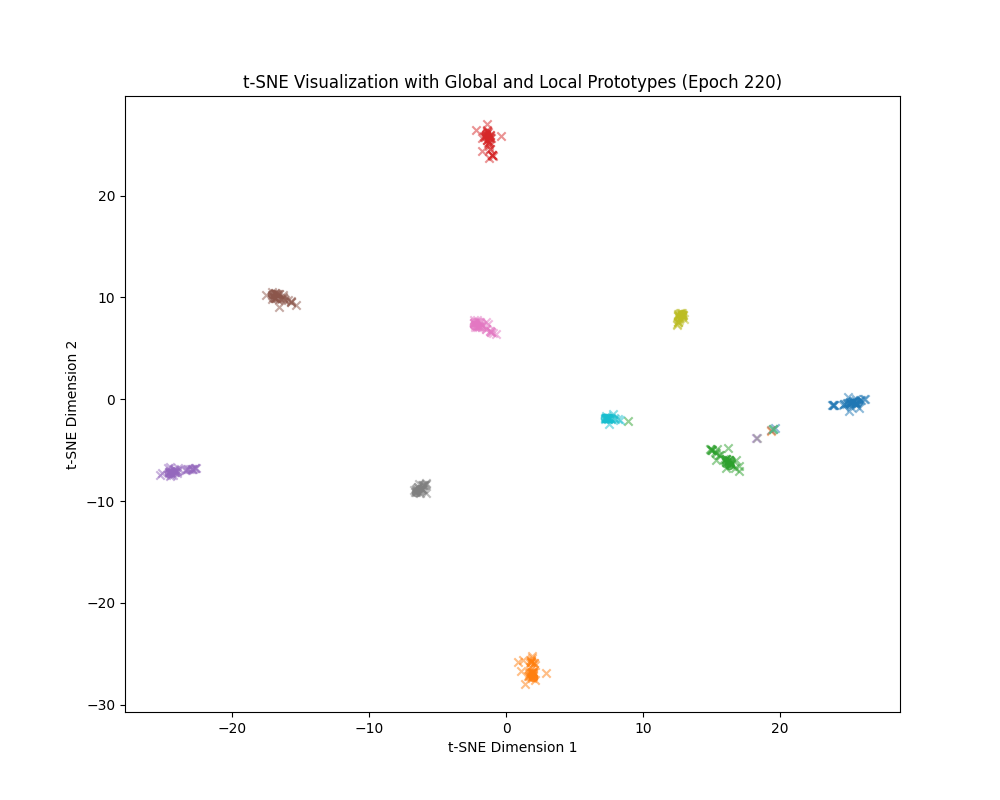 t-SNE Visualization with Global and Local Prototypes (Epoch 220)
20
10
0
−10
−20
−30
t-SNE Dimension 2
−20 −10 0 10 20
t-SNE Dimension 1